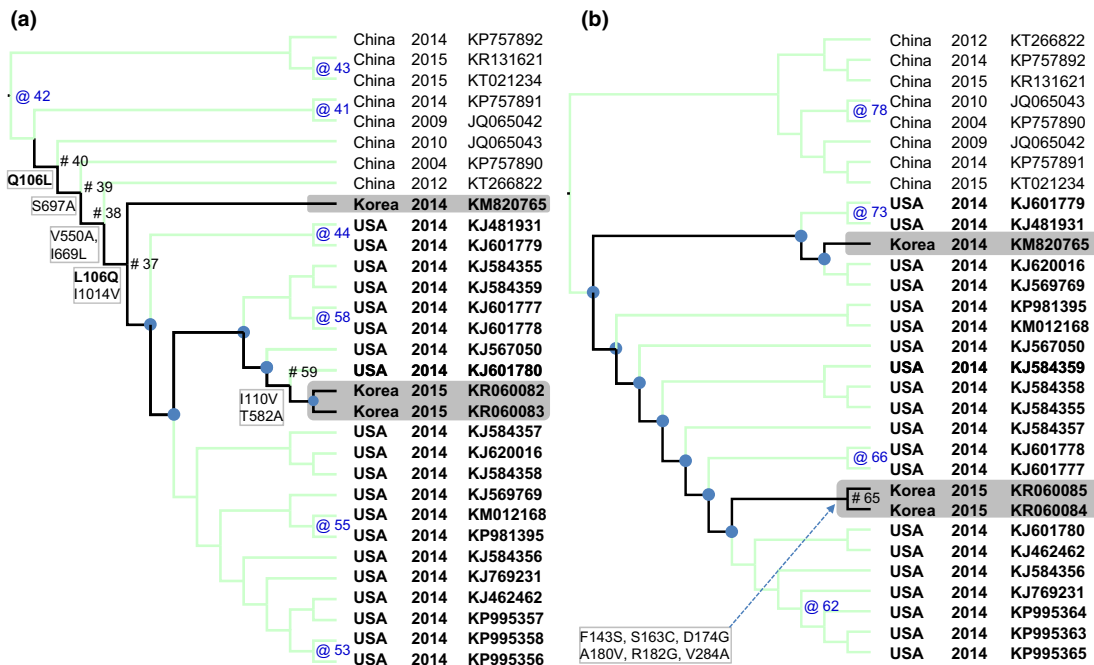 (a)
China 2014 KP757892
China 2015 KR131621
@ 43
China 2015 KT021234
@ 42
China 2014 KP757891
@ 41
China 2009 JQ065042
China 2010 JQ065043
# 40
China 2004 KP757890
Q106L
# 39
China 2012 KT266822
S697A
# 38
Korea 2014 KM820765
USA 2014 KJ481931
@ 44
V550A,
I669L
USA 2014 KJ601779
# 37
L106Q
I1014V
USA 2014 KJ584355
USA 2014 KJ584359
USA 2014 KJ601777
@ 58
USA 2014 KJ601778
USA 2014 KJ567050
# 59
USA 2014 KJ601780
I110V
T582A
Korea 2015 KR060082
Korea 2015 KR060083
USA 2014 KJ584357
USA 2014 KJ620016
USA 2014 KJ584358
USA 2014 KJ569769
USA 2014 KM012168
@ 55
USA 2014 KP981395
USA 2014 KJ584356
USA 2014 KJ769231
USA 2014 KJ462462
USA 2014 KP995357
USA 2014 KP995358
@ 53
USA 2014 KP995356
(b)
China 2012 KT266822
China 2014 KP757892
China 2015 KR131621
China 2010 JQ065043
@ 78
China 2004 KP757890
China 2009 JQ065042
China 2014 KP757891
China 2015 KT021234
USA 2014 KJ601779
@ 73
USA 2014 KJ481931
Korea 2014 KM820765
USA 2014 KJ620016
USA 2014 KJ569769
USA 2014 KP981395
USA 2014 KM012168
USA 2014 KJ567050
USA 2014 KJ584359
USA 2014 KJ584358
USA 2014 KJ584355
USA 2014 KJ584357
USA 2014 KJ601778
@ 66
USA 2014 KJ601777
Korea 2015 KR060085
# 65
Korea 2015 KR060084
USA 2014 KJ601780
USA 2014 KJ462462
USA 2014 KJ584356
USA 2014 KJ769231
@ 62
USA 2014 KP995364
USA 2014 KP995363
USA 2014 KP995365
F143S, S163C, D174G
A180V, R182G, V284A